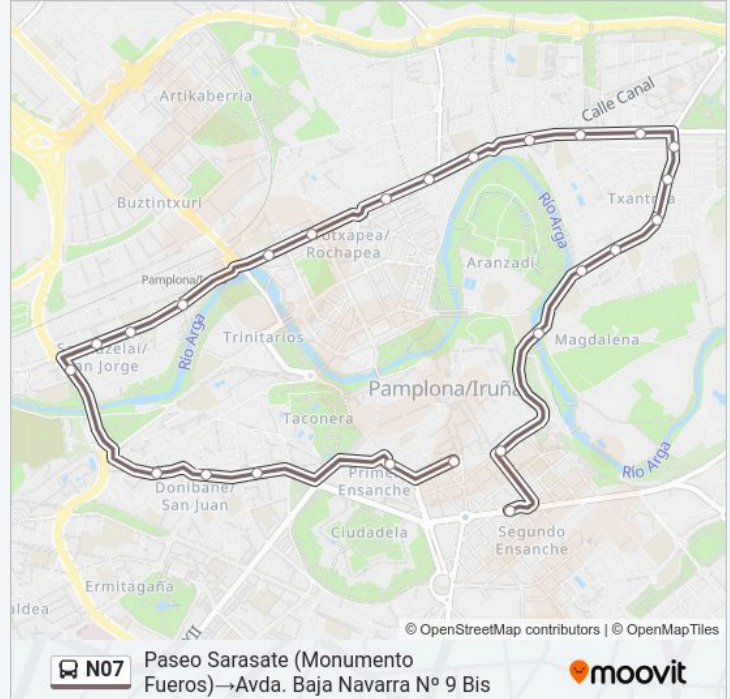 Calle Canal
Artikaberria
Buztintxuri
Txantrea
Río Arga
Rochapea
Aranzadi
Pamplona/I
Trinitarios
Magdalena
San Jorge
Río Arga
Pamplona/Iruña
Taconera
Río Arga
Donibane/
San Juan
Ensanche
Ciudadela
Segundo
Ensanche
Ermitagaña
© OpenStreetMap contributors | © OpenMapTiles
N07
Paseo Sarasate (Monumento
Fueros)→Avda. Baja Navarra Nº 9 Bis
moovit